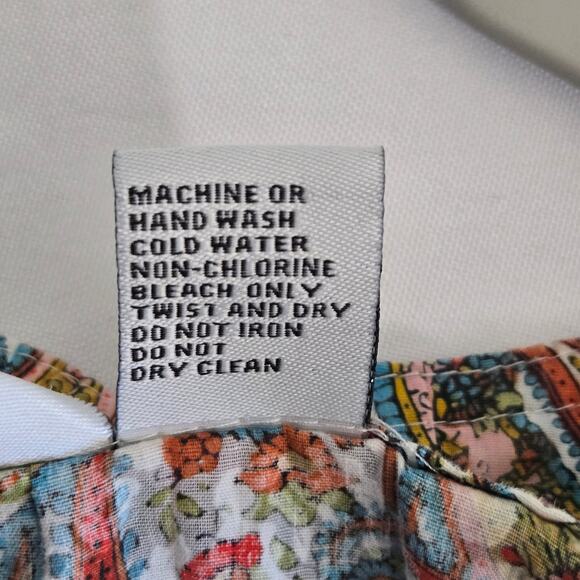 MACHINE OR
HAND WASH
COLD WATER
NON-CHLORINE
BLEACH ONLY
TWIST AND DRY
DO NOT IRON
DO NOT
DRY CLEAN